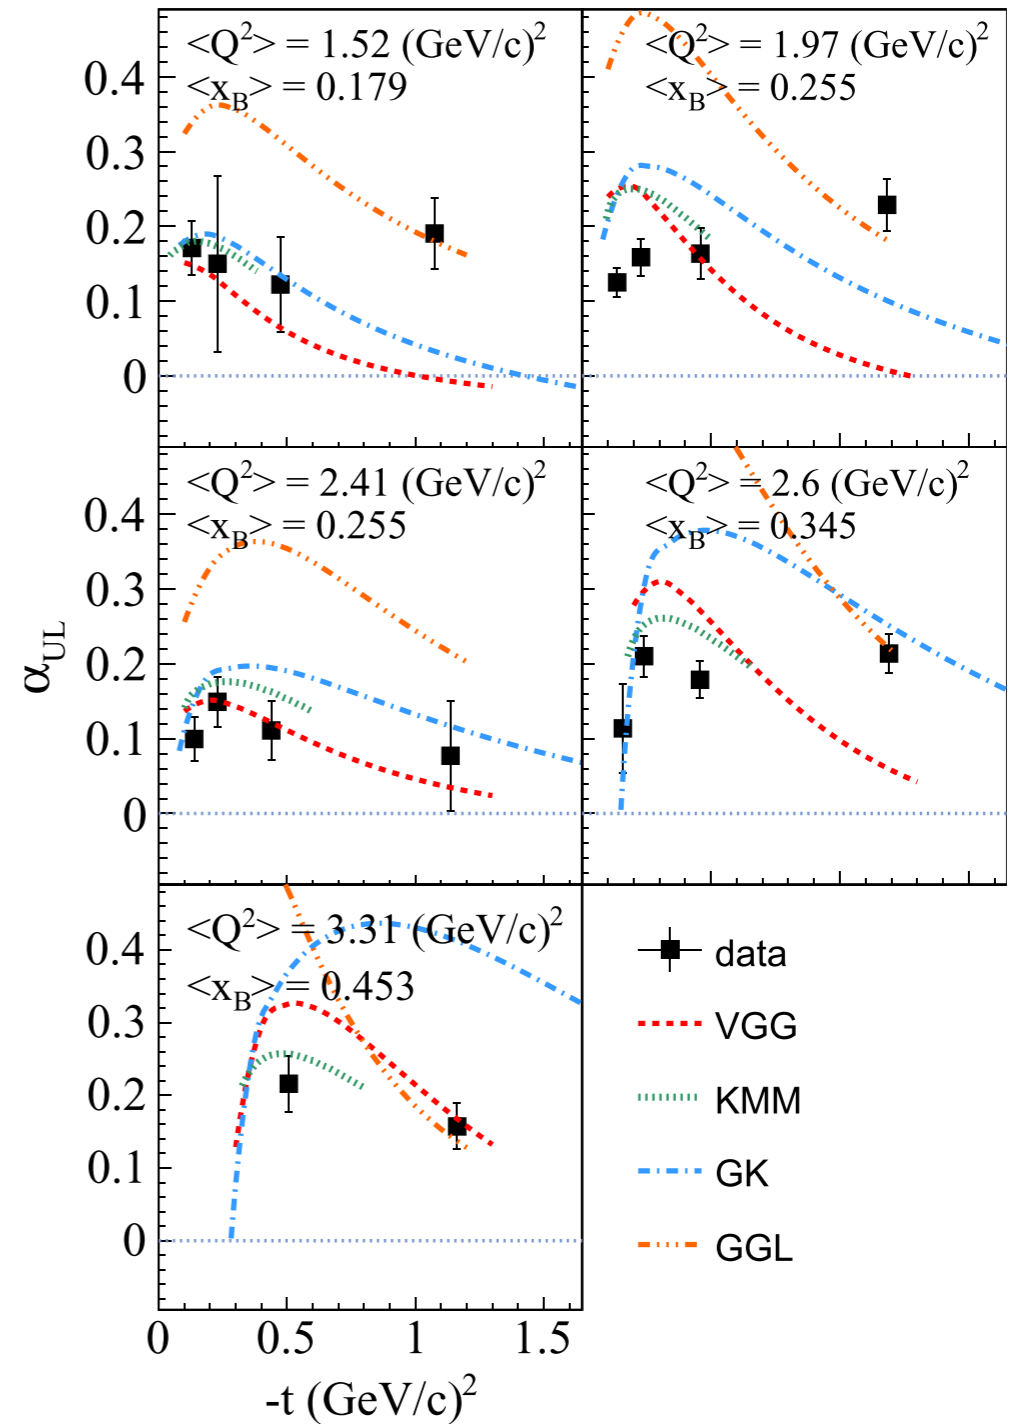 <Q²> = 1.52 (GeV/c)²
<x_B> = 0.179
<Q²> = 1.97 (GeV/c)²
<x_B> = 0.255
0.4
0.3
0.2
0.1
0
<Q²> = 2.41 (GeV/c)²
<x_B> = 0.255
<Q²> = 2.6 (GeV/c)²
<x_B> = 0.345
0.4
0.3
0.2
0.1
0
α_UL
<Q²> = 3.31 (GeV/c)²
<x_B> = 0.453
0.4
0.3
0.2
0.1
0
data
VGG
KMM
GK
GGL
0 0.5 1 1.5
-t (GeV/c)²